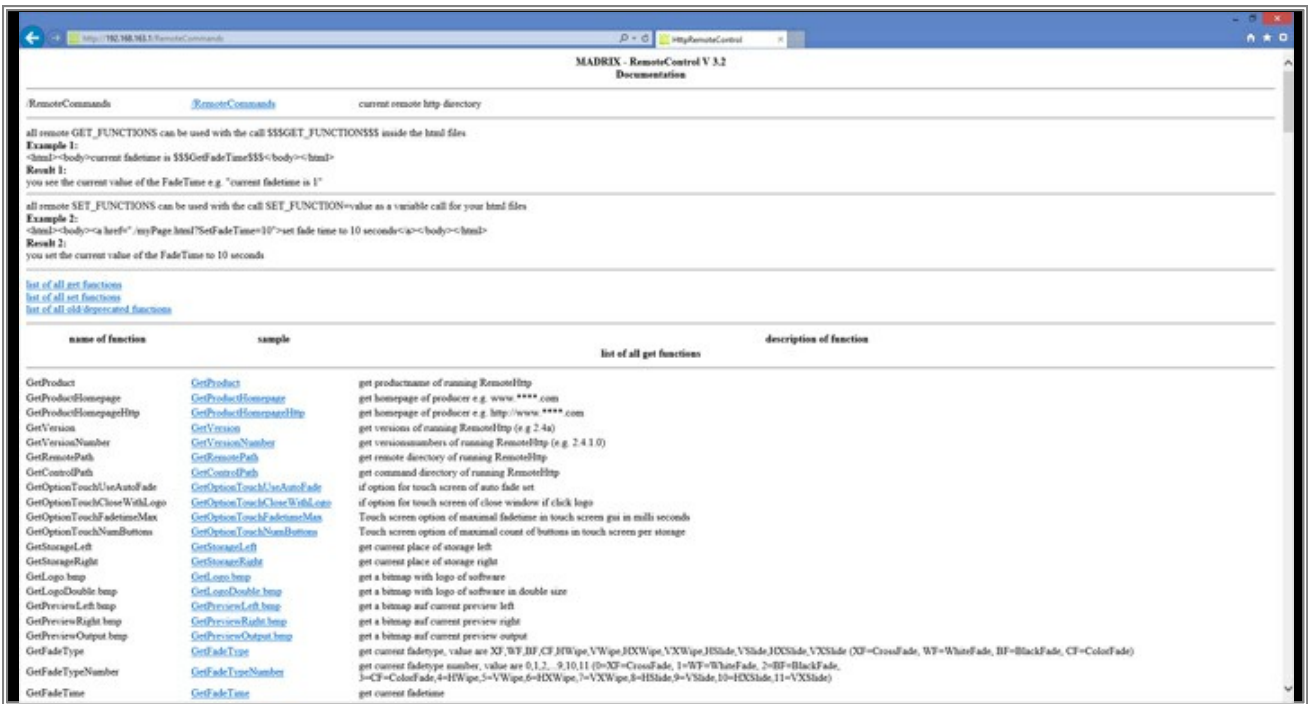 http://192.168.163.1/RemoteCommands
HttpRemoteControl
MADRIX - RemoteControl V 3.2
Documentation
/RemoteCommands /RemoteCommands current remote http directory
all remote GET_FUNCTIONS can be used with the call $$$GET_FUNCTION$$$ inside the html files
Example 1:
<html><body>current fadetime is $$$GetFadeTime$$$</body></html>
Result 1:
you see the current value of the FadeTime e.g. "current fadetime is 1"
all remote SET_FUNCTIONS can be used with the call SET_FUNCTION=value as a variable call for your html files
Example 2:
<html><body><a href="./myPage.html?SetFadeTime=10">set fade time to 10 seconds</a></body></html>
Result 2:
you set the current value of the FadeTime to 10 seconds
list of all get functions
list of all set functions
list of all old/deprecated functions
name of function sample description of function
list of all get functions
GetProduct GetProduct get productname of running RemoteHttp
GetProductHomepage GetProductHomepage get homepage of producer e.g. www.****.com
GetProductHomepageHttp GetProductHomepageHttp get homepage of producer e.g. http://www.****.com
GetVersion GetVersion get versions of running RemoteHttp (e.g 2.4a)
GetVersionNumber GetVersionNumber get versionsnumbers of running RemoteHttp (e.g. 2.4.1.0)
GetRemotePath GetRemotePath get remote directory of running RemoteHttp
GetControlPath GetControlPath get command directory of running RemoteHttp
GetOptionTouchUseAutoFade GetOptionTouchUseAutoFade if option for touch screen of auto fade set
GetOptionTouchCloseWithLogo GetOptionTouchCloseWithLogo if option for touch screen of close window if click logo
GetOptionTouchFadetimeMax GetOptionTouchFadetimeMax Touch screen option of maximal fadetime in touch screen gui in milli seconds
GetOptionTouchNumButtons GetOptionTouchNumButtons Touch screen option of maximal count of buttons in touch screen per storage
GetStorageLeft GetStorageLeft get current place of storage left
GetStorageRight GetStorageRight get current place of storage right
GetLogo.bmp GetLogo.bmp get a bitmap with logo of software
GetLogoDouble.bmp GetLogoDouble.bmp get a bitmap with logo of software in double size
GetPreviewLeft.bmp GetPreviewLeft.bmp get a bitmap auf current preview left
GetPreviewRight.bmp GetPreviewRight.bmp get a bitmap auf current preview right
GetPreviewOutput.bmp GetPreviewOutput.bmp get a bitmap auf current preview output
GetFadeType GetFadeType get current fadetype, value are XF,WF,BF,CF,HWipe,VWipe,HXWipe,VXWipe,HSlide,VSlide,HXSlide,VXSlide (XF=CrossFade, WF=WhiteFade, BF=BlackFade, CF=ColorFade)
GetFadeTypeNumber GetFadeTypeNumber get current fadetype number, value are 0,1,2,...9,10,11 (0=XF=CrossFade, 1=WF=WhiteFade, 2=BF=BlackFade,
3=CF=ColorFade,4=HWipe,5=VWipe,6=HXWipe,7=VXWipe,8=HSlide,9=VSlide,10=HXSlide,11=VXSlide)
GetFadeTime GetFadeTime get current fadetime